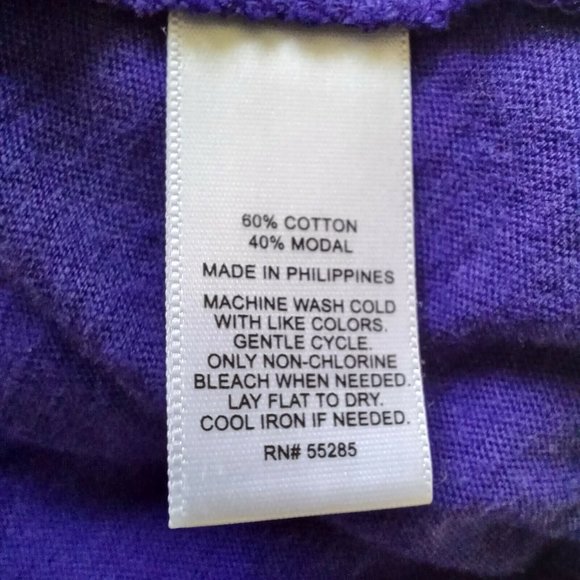 60% COTTON
40% MODAL
MADE IN PHILIPPINES
MACHINE WASH COLD
WITH LIKE COLORS.
GENTLE CYCLE.
ONLY NON-CHLORINE
BLEACH WHEN NEEDED.
LAY FLAT TO DRY.
COOL IRON IF NEEDED.
RN# 55285